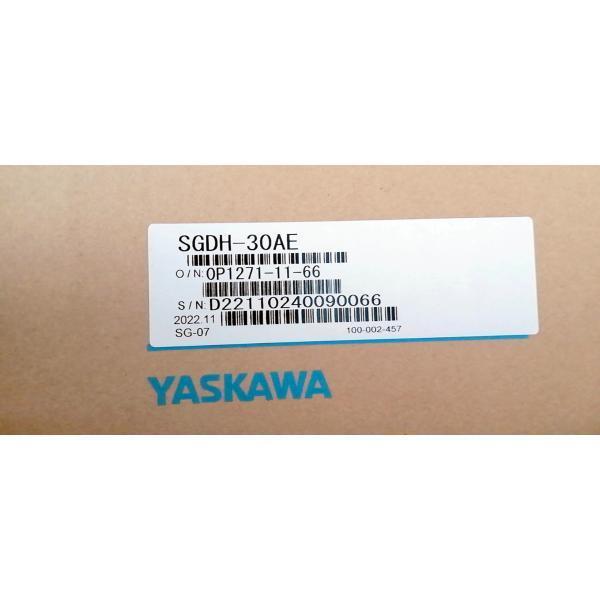 SGDH-30AE
O/N:0P1271-11-66
S/N:D22110240090066
2022.11
SG-07 100-002-457
YASKAWA